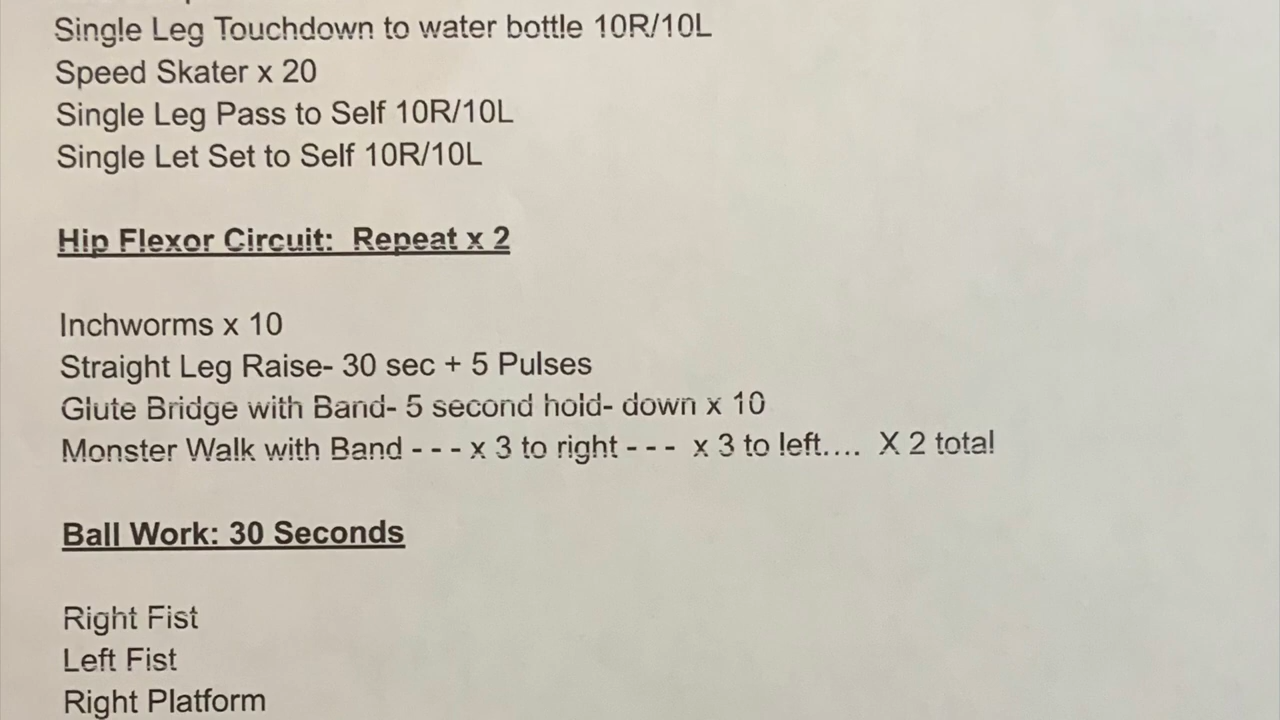 Single Leg Touchdown to water bottle 10R/10L
Speed Skater x 20
Single Leg Pass to Self 10R/10L
Single Let Set to Self 10R/10L
Hip Flexor Circuit: Repeat x 2
Inchworms x 10
Straight Leg Raise- 30 sec + 5 Pulses
Glute Bridge with Band- 5 second hold- down x 10
Monster Walk with Band - - - x 3 to right - - - x 3 to left.... X 2 total
Ball Work: 30 Seconds
Right Fist
Left Fist
Right Platform